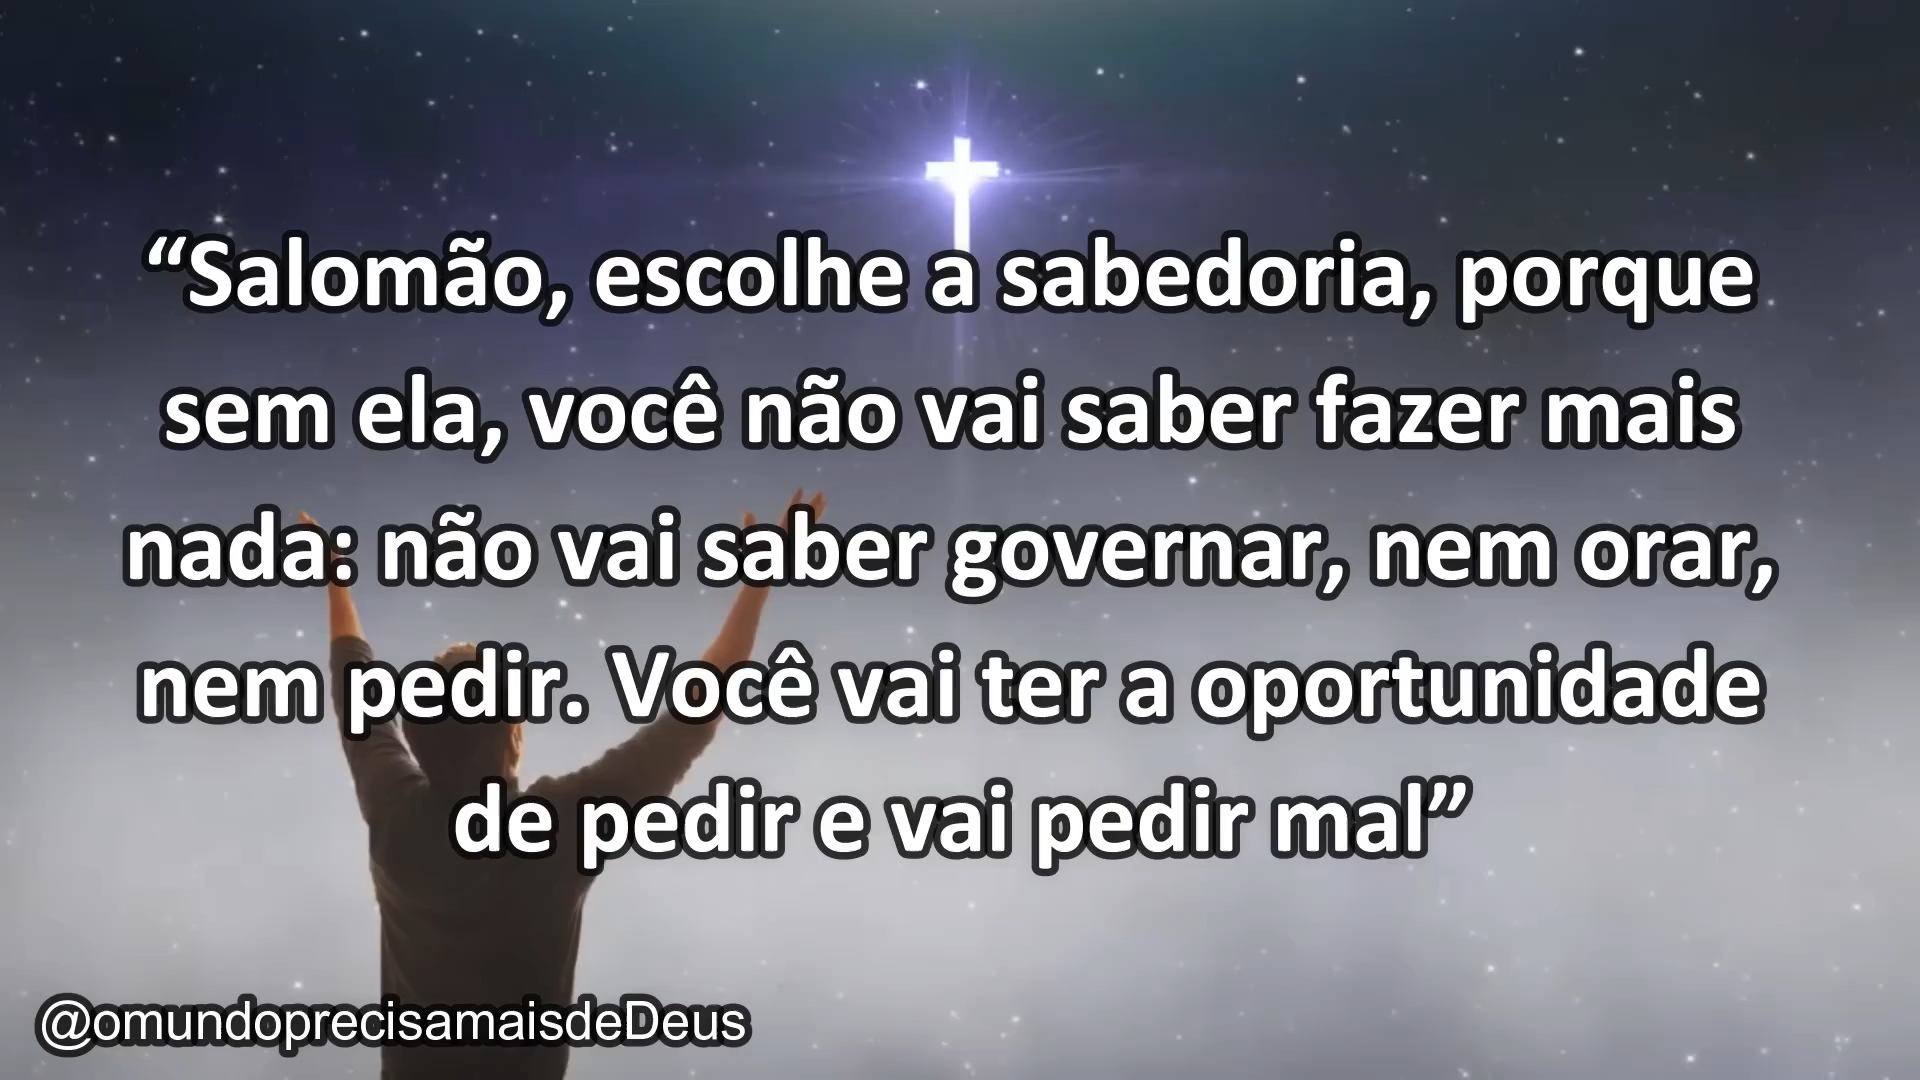 “Salomão, escolhe a sabedoria, porque
sem ela, você não vai saber fazer mais
nada: não vai saber governar, nem orar,
nem pedir. Você vai ter a oportunidade
de pedir e vai pedir mal”
@omundoprecisamaisdeDeus